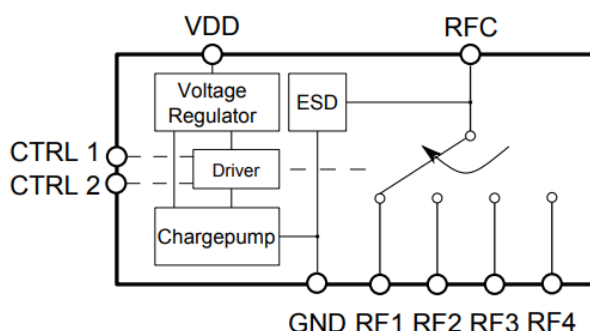 VDD
RFC
Voltage
Regulator
ESD
CTRL 1
CTRL 2
Driver
Chargepump
GND RF1 RF2 RF3 RF4